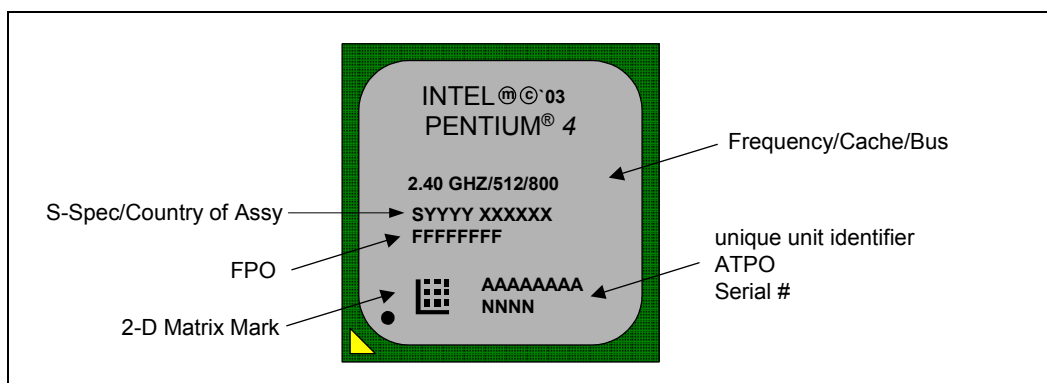 INTEL ⓜ©`03
PENTIUM® 4
Frequency/Cache/Bus
2.40 GHZ/512/800
S-Spec/Country of Assy
SYYYY XXXXXX
FFFFFFFF
FPO
unique unit identifier
ATPO
Serial #
AAAAAAAA
NNNN
2-D Matrix Mark